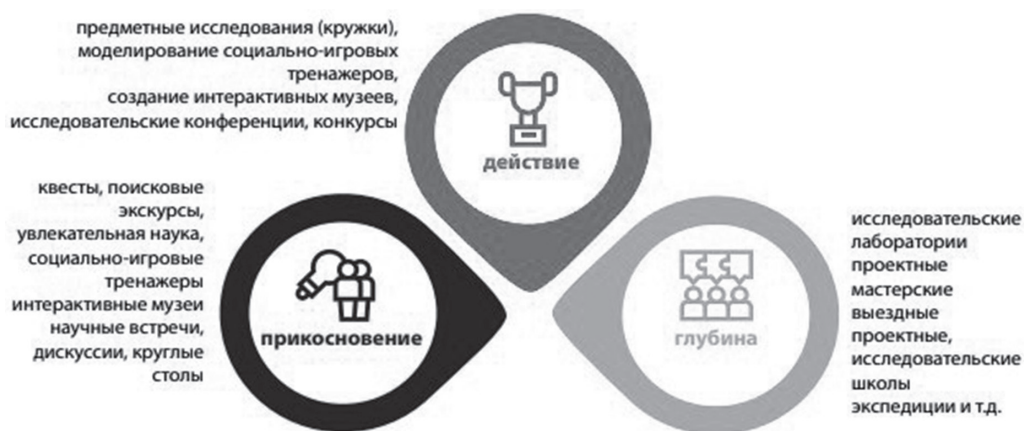 предметные исследования (кружки),
моделирование социально-игровых
тренажеров,
создание интерактивных музеев,
исследовательские конференции, конкурсы
действие
квесты, поисковые
экскурсы,
увлекательная наука,
социально-игровые
тренажеры
интерактивные музеи
научные встречи,
дискуссии, круглые
столы
прикосновение
глубина
исследовательские
лаборатории
проектные
мастерские
выездные
проектные,
исследовательские
школы
экспедиции и т.д.